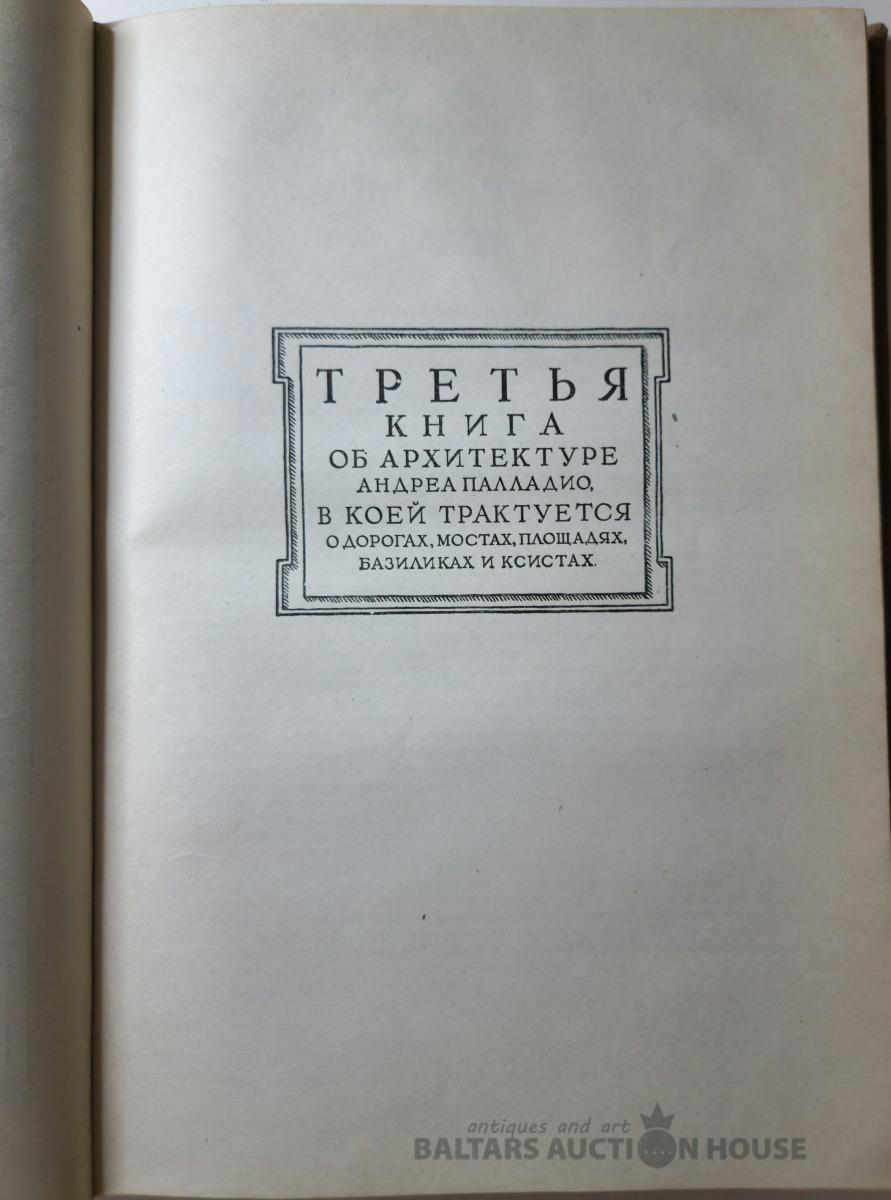 ТРЕТЬЯ
КНИГА
ОБ АРХИТЕКТУРЕ
АНДРЕА ПАЛЛАДИО,
В КОЕЙ ТРАКТУЕТСЯ
О ДОРОГАХ, МОСТАХ, ПЛОЩАДЯХ,
БАЗИЛИКАХ И КСИСТАХ.
antiques and art
BALTARS AUCTION HOUSE